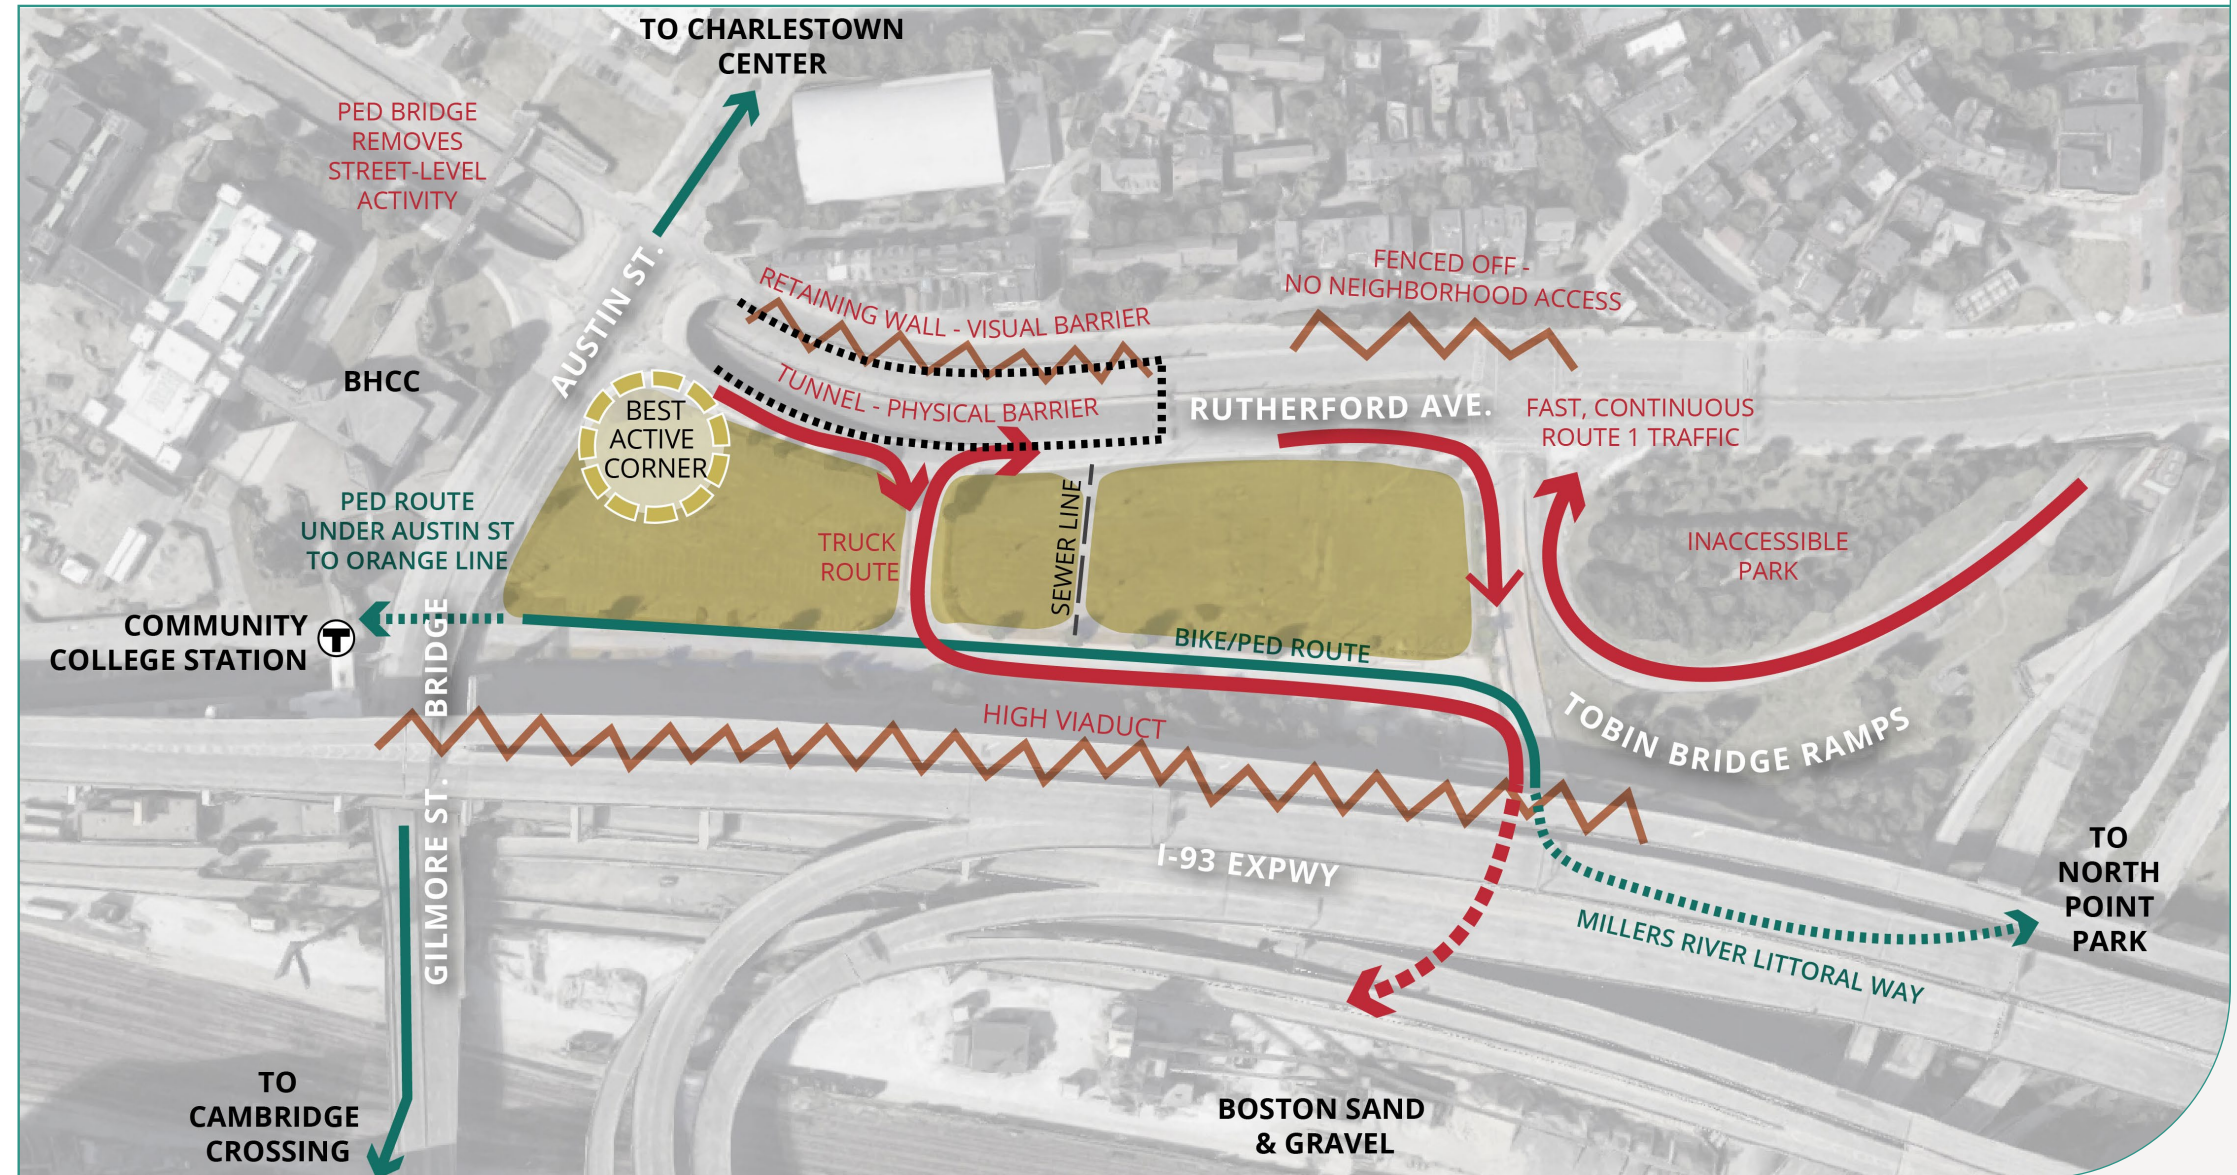 TO CHARLESTOWN
CENTER
PED BRIDGE
REMOVES
STREET-LEVEL
ACTIVITY
AUSTIN ST.
RETAINING WALL - VISUAL BARRIER
FENCED OFF -
NO NEIGHBORHOOD ACCESS
TUNNEL - PHYSICAL BARRIER
RUTHERFORD AVE.
FAST, CONTINUOUS
ROUTE 1 TRAFFIC
BHCC
BEST
ACTIVE
CORNER
PED ROUTE
UNDER AUSTIN ST
TO ORANGE LINE
TRUCK
ROUTE
SEWER LINE
INACCESSIBLE
PARK
COMMUNITY
COLLEGE STATION
T
BIKE/PED ROUTE
HIGH VIADUCT
TOBIN BRIDGE RAMPS
GILMORE ST. BRIDGE
I-93 EXPWY
TO
NORTH
POINT
PARK
MILLERS RIVER LITTORAL WAY
TO
CAMBRIDGE
CROSSING
BOSTON SAND
& GRAVEL